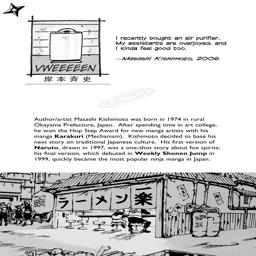 I recently bought an air purifier.
My assistants are overjoyed, and I
think feel good too.
—Masashi Kishimoto, 2006
VWEEEEEN
岸本斉史
Author/artist Masashi Kishimoto was born in 1974 in rural
Okayama Prefecture, Japan. After spending time in art college,
he won the Hop Step Award for new manga artists with his
manga Karakuri (Mechanism). Kishimoto decided to base his
next story on traditional Japanese culture. His first version of
Naruto, drawn in 1997, was a one-shot story about fox spirits;
his final version, which debuted in Weekly Shonen Jump in
1999, quickly became the most popular ninja manga in Japan.
ラーメン楽